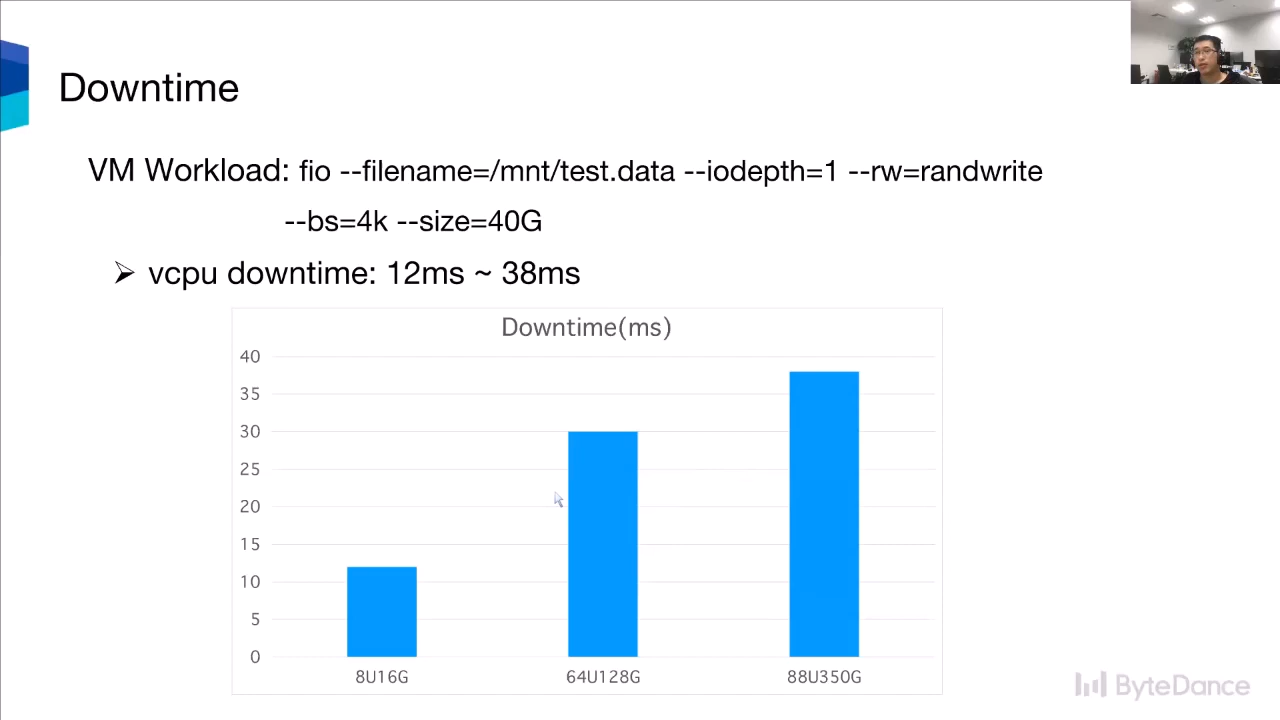 Downtime
VM Workload: fio --filename=/mnt/test.data --iodepth=1 --rw=randwrite
--bs=4k --size=40G
➢ vcpu downtime: 12ms ~ 38ms
Downtime(ms)
40
35
30
25
20
15
10
5
0
8U16G 64U128G 88U350G
ByteDance